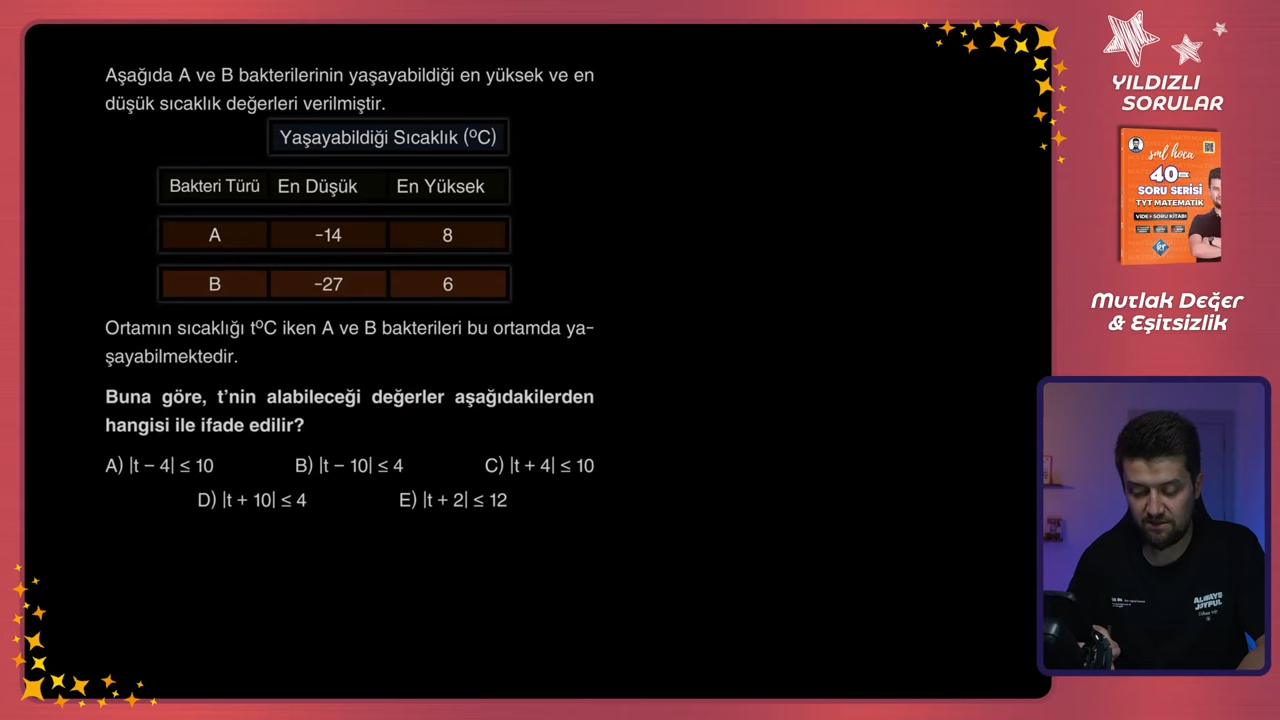 Aşağıda A ve B bakterilerinin yaşayabildiği en yüksek ve en
düşük sıcaklık değerleri verilmiştir.
Yaşayabildiği Sıcaklık (⁰C)
Bakteri Türü En Düşük En Yüksek
A -14 8
B -27 6
Ortamın sıcaklığı t⁰C iken A ve B bakterileri bu ortamda ya-
şayabilmektedir.
Buna göre, t'nin alabileceği değerler aşağıdakilerden
hangisi ile ifade edilir?
A) |t − 4| ≤ 10 B) |t − 10| ≤ 4 C) |t + 4| ≤ 10
D) |t + 10| ≤ 4 E) |t + 2| ≤ 12
YILDIZLI
SORULAR
sml hoca
40
SORU SERİSİ
TYT MATEMATİK
Mutlak Değer
& Eşitsizlik
ALWAYS
JOYFUL